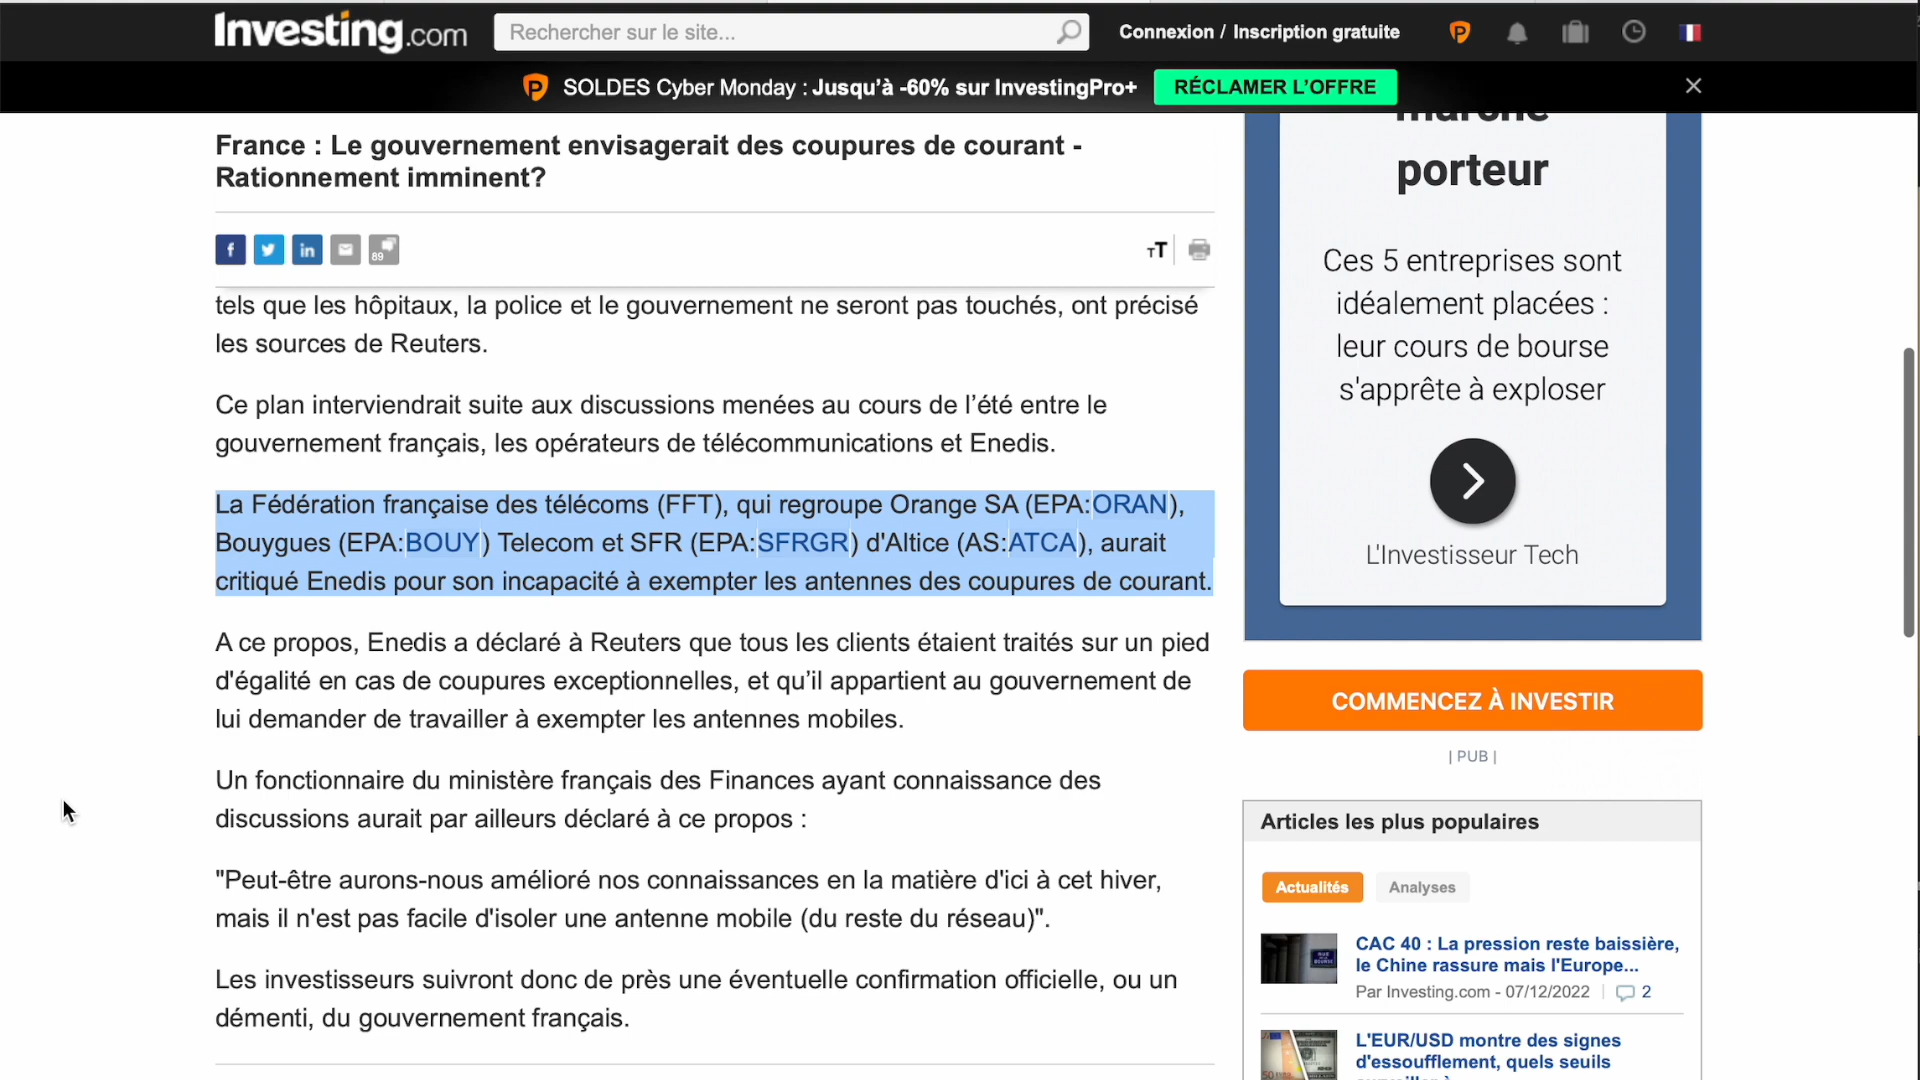 Investing.com
Rechercher sur le site...
Connexion / Inscription gratuite
P
P SOLDES Cyber Monday : Jusqu’à -60% sur InvestingPro+
RÉCLAMER L’OFFRE
France : Le gouvernement envisagerait des coupures de courant -
Rationnement imminent?
89
TT
tels que les hôpitaux, la police et le gouvernement ne seront pas touchés, ont précisé
les sources de Reuters.
Ce plan interviendrait suite aux discussions menées au cours de l’été entre le
gouvernement français, les opérateurs de télécommunications et Enedis.
La Fédération française des télécoms (FFT), qui regroupe Orange SA (EPA:ORAN),
Bouygues (EPA:BOUY) Telecom et SFR (EPA:SFRGR) d'Altice (AS:ATCA), aurait
critiqué Enedis pour son incapacité à exempter les antennes des coupures de courant.
A ce propos, Enedis a déclaré à Reuters que tous les clients étaient traités sur un pied
d'égalité en cas de coupures exceptionnelles, et qu’il appartient au gouvernement de
lui demander de travailler à exempter les antennes mobiles.
Un fonctionnaire du ministère français des Finances ayant connaissance des
discussions aurait par ailleurs déclaré à ce propos :
"Peut-être aurons-nous amélioré nos connaissances en la matière d'ici à cet hiver,
mais il n'est pas facile d'isoler une antenne mobile (du reste du réseau)".
Les investisseurs suivront donc de près une éventuelle confirmation officielle, ou un
démenti, du gouvernement français.
marché
porteur
Ces 5 entreprises sont
idéalement placées :
leur cours de bourse
s'apprête à exploser
L'Investisseur Tech
COMMENCEZ À INVESTIR
| PUB |
Articles les plus populaires
Actualités
Analyses
CAC 40 : La pression reste baissière,
le Chine rassure mais l'Europe...
Par Investing.com - 07/12/2022
2
L'EUR/USD montre des signes
d'essoufflement, quels seuils